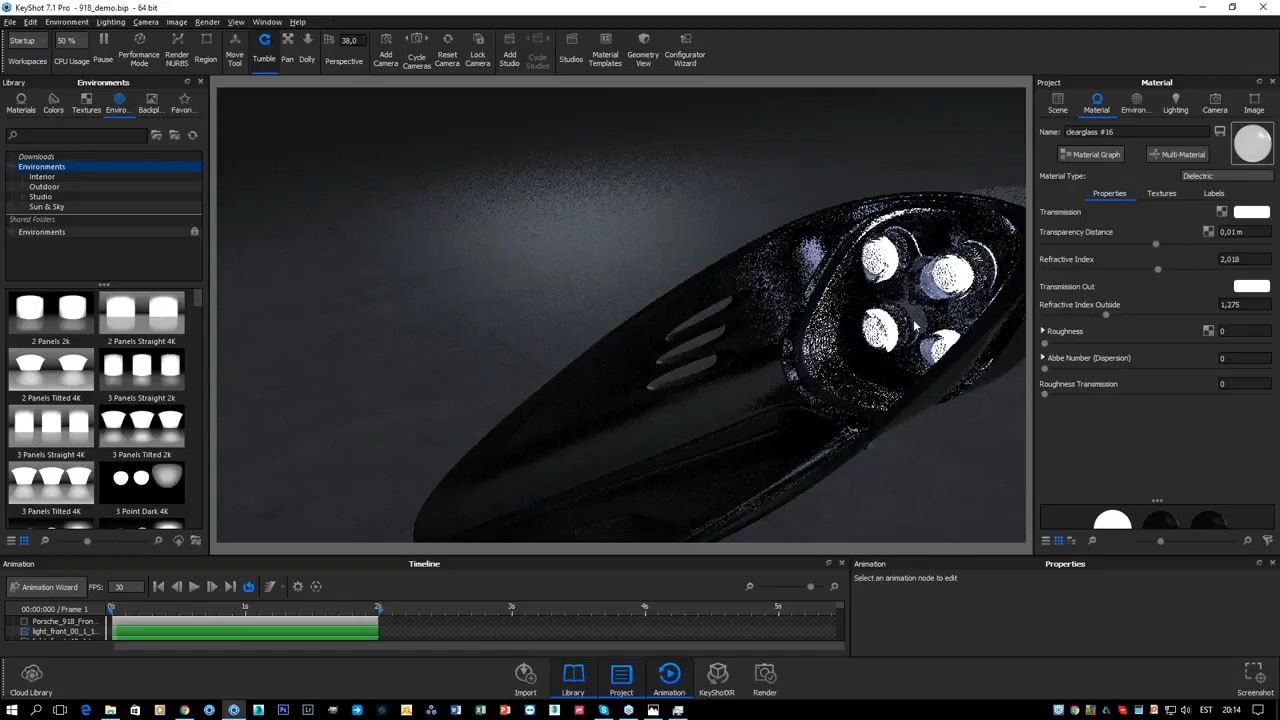 KeyShot 7.1 Pro - 918_demo.bip - 64 bit
File Edit Environment Lighting Camera Image Render View Window Help
Startup 50 % 38,0
Workspaces CPU Usage Pause Performance Mode Render NURBS Region Move Tool Tumble Pan Dolly Perspective Add Camera Cycle Cameras Reset Camera Lock Camera Add Studio Cycle Studios Studios Material Templates Geometry View Configurator Wizard
Library Environments
Materials Colors Textures Enviro... Backpl... Favori...
Downloads
Environments
Interior
Outdoor
Studio
Sun & Sky
Shared Folders
Environments
2 Panels 2k 2 Panels Straight 4K
2 Panels Tilted 4K 3 Panels Straight 2k
3 Panels Straight 4K 3 Panels Tilted 2k
3 Panels Tilted 4K 3 Point Dark 4K
Project Material
Scene Material Environ... Lighting Camera Image
Name: clearglass #16
Material Graph Multi-Material
Material Type: Dielectric
Properties Textures Labels
Transmission
Transparency Distance 0,01 m
Refractive Index 2,018
Transmission Out
Refractive Index Outside 1,275
Roughness 0
Abbe Number (Dispersion) 0
Roughness Transmission 0
Animation Timeline
Animation Wizard FPS: 30
00:00:000 / Frame 1 0s 1s 2s 3s 4s 5s
Porsche_918_Fron...
light_front_00_1_1...
Animation Properties
Select an animation node to edit
Cloud Library Import Library Project Animation KeyShotXR Render Screenshot
EST 20:14